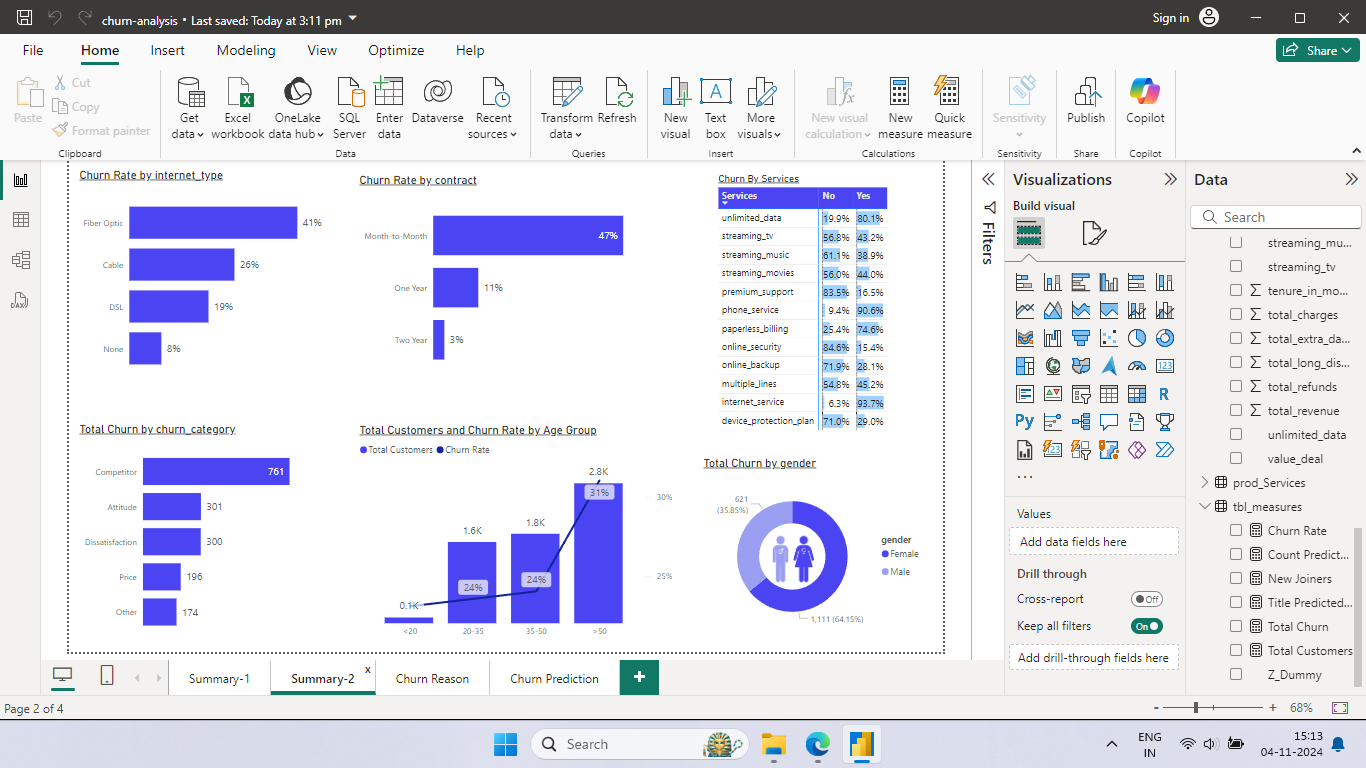 churn-analysis • Last saved: Today at 3:11 pm
Sign in
File Home Insert Modeling View Optimize Help
Share
Paste
Cut
Copy
Format painter
Clipboard
Get data
Excel workbook
OneLake data hub
SQL Server
Enter data
Dataverse
Recent sources
Data
Transform data
Refresh
Queries
New visual
Text box
More visuals
Insert
New visual calculation
New measure
Quick measure
Calculations
Sensitivity
Sensitivity
Publish
Share
Copilot
Copilot
Churn Rate by internet_type
Fiber Optic 41%
Cable 26%
DSL 19%
None 8%
Churn Rate by contract
Month-to-Month 47%
One Year 11%
Two Year 3%
Churn By Services
Services No Yes
unlimited_data 19.9% 80.1%
streaming_tv 56.8% 43.2%
streaming_music 61.1% 38.9%
streaming_movies 56.0% 44.0%
premium_support 83.5% 16.5%
phone_service 9.4% 90.6%
paperless_billing 25.4% 74.6%
online_security 84.6% 15.4%
online_backup 71.9% 28.1%
multiple_lines 54.8% 45.2%
internet_service 6.3% 93.7%
device_protection_plan 71.0% 29.0%
Total Churn by churn_category
Competitor 761
Attitude 301
Dissatisfaction 300
Price 196
Other 174
Total Customers and Churn Rate by Age Group
Total Customers Churn Rate
2.8K
31%
30%
1.8K
1.6K
24%
24%
25%
0.1K
<20 20-35 35-50 >50
Total Churn by gender
621
(35.85%)
gender
Female
Male
1,111 (64.15%)
Filters
Visualizations
Build visual
R
Py
123
...
Values
Add data fields here
Drill through
Cross-report Off
Keep all filters On
Add drill-through fields here
Data
Search
streaming_mu...
streaming_tv
tenure_in_mo...
total_charges
total_extra_da...
total_long_dis...
total_refunds
total_revenue
unlimited_data
value_deal
prod_Services
tbl_measures
Churn Rate
Count Predict...
New Joiners
Title Predicted...
Total Churn
Total Customers
Z_Dummy
Summary-1
Summary-2 x
Churn Reason
Churn Prediction
+
Page 2 of 4
- + 68%
Search
ENG
IN
15:13
04-11-2024